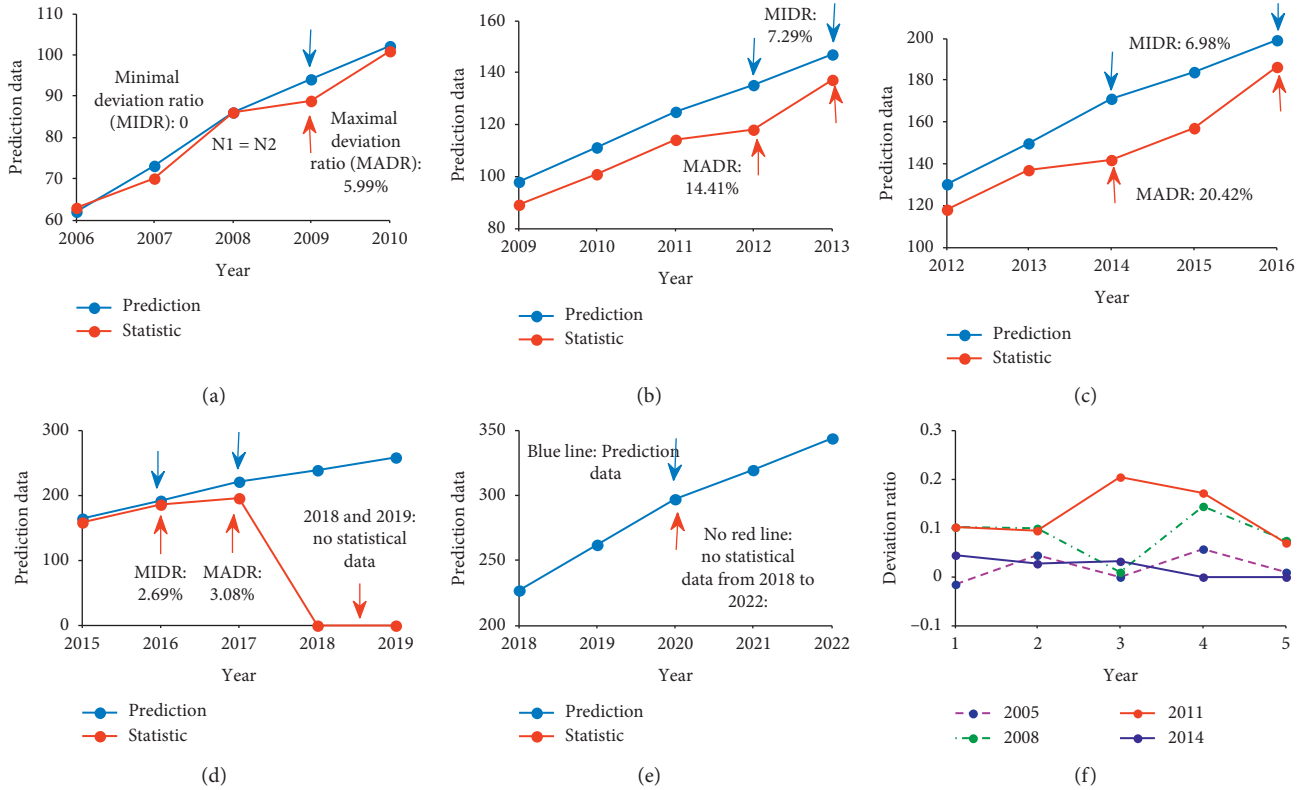 110
100
90
80
70
60
Prediction data
Minimal
deviation ratio
(MIDR): 0
N1 = N2
Maximal
deviation
ratio (MADR):
5.99%
2006
2007
2008
2009
2010
Year
Prediction
Statistic
(a)
160
140
120
100
80
Prediction data
MIDR:
7.29%
MADR:
14.41%
2009
2010
2011
2012
2013
Year
Prediction
Statistic
(b)
200
180
160
140
120
100
Prediction data
MIDR: 6.98%
MADR: 20.42%
2012
2013
2014
2015
2016
Year
Prediction
Statistic
(c)
300
200
100
0
Prediction data
MIDR:
2.69%
MADR:
3.08%
2018 and 2019:
no statistical
data
2015
2016
2017
2018
2019
Year
Prediction
Statistic
(d)
350
300
250
200
Prediction data
Blue line: Prediction
data
No red line:
no statistical
data from 2018 to
2022:
2018
2019
2020
2021
2022
Year
Prediction
Statistic
(e)
0.3
0.2
0.1
0
–0.1
Deviation ratio
1
2
3
4
5
Year
2005
2008
2011
2014
(f)